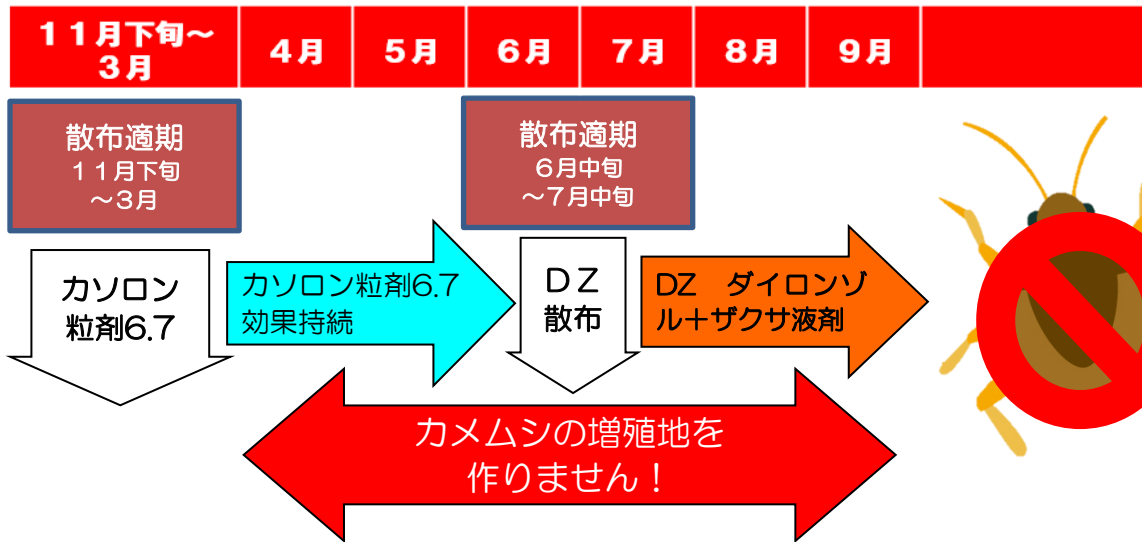 11月下旬～
3月
4月
5月
6月
7月
8月
9月
散布適期
11月下旬
～3月
散布適期
6月中旬
～7月中旬
カソロン
粒剤6.7
カソロン粒剤6.7
効果持続
DZ
散布
DZ　ダイロンゾ
ル＋ザクサ液剤
カメムシの増殖地を
作りません！